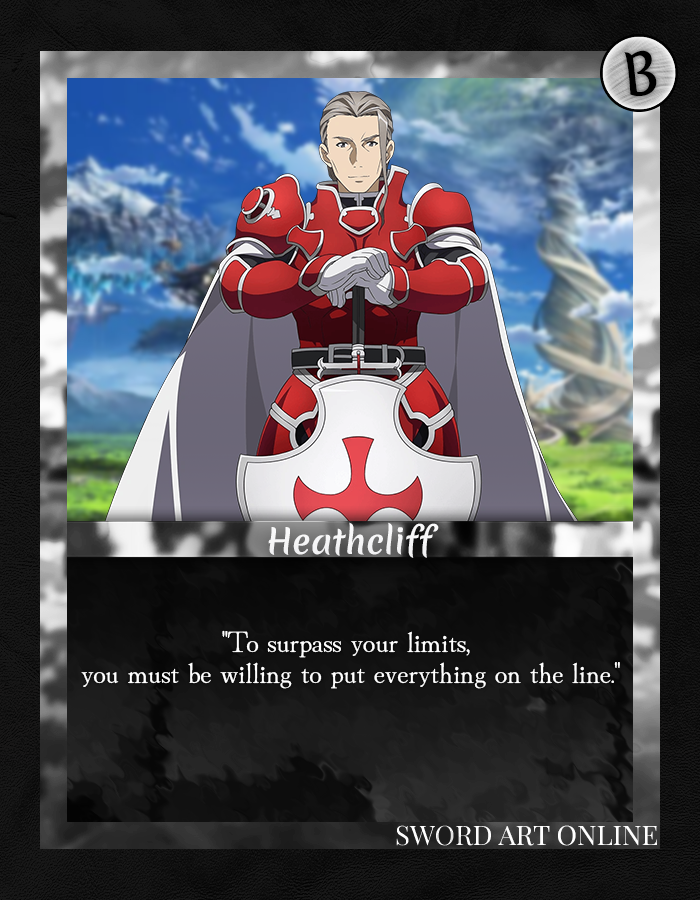 B
Heathcliff
"To surpass your limits,
you must be willing to put everything on the line."
SWORD ART ONLINE